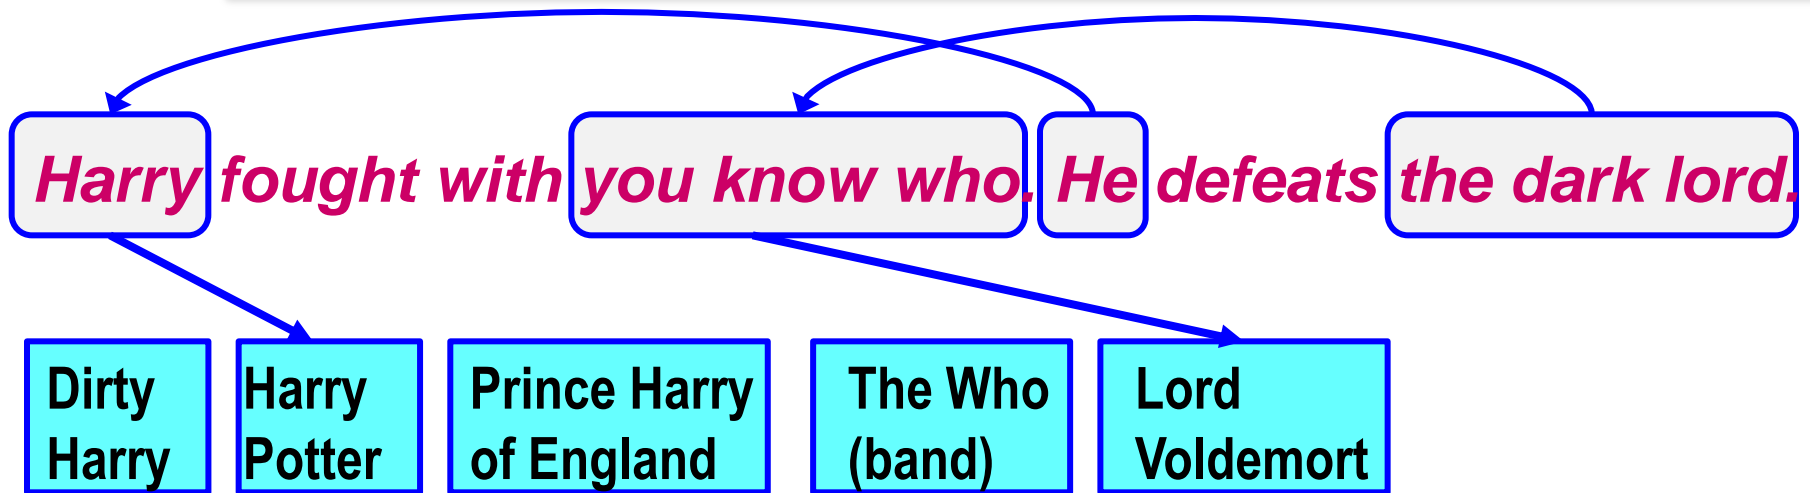 Harry fought with you know who. He defeats the dark lord.
Dirty
Harry
Harry
Potter
Prince Harry
of England
The Who
(band)
Lord
Voldemort